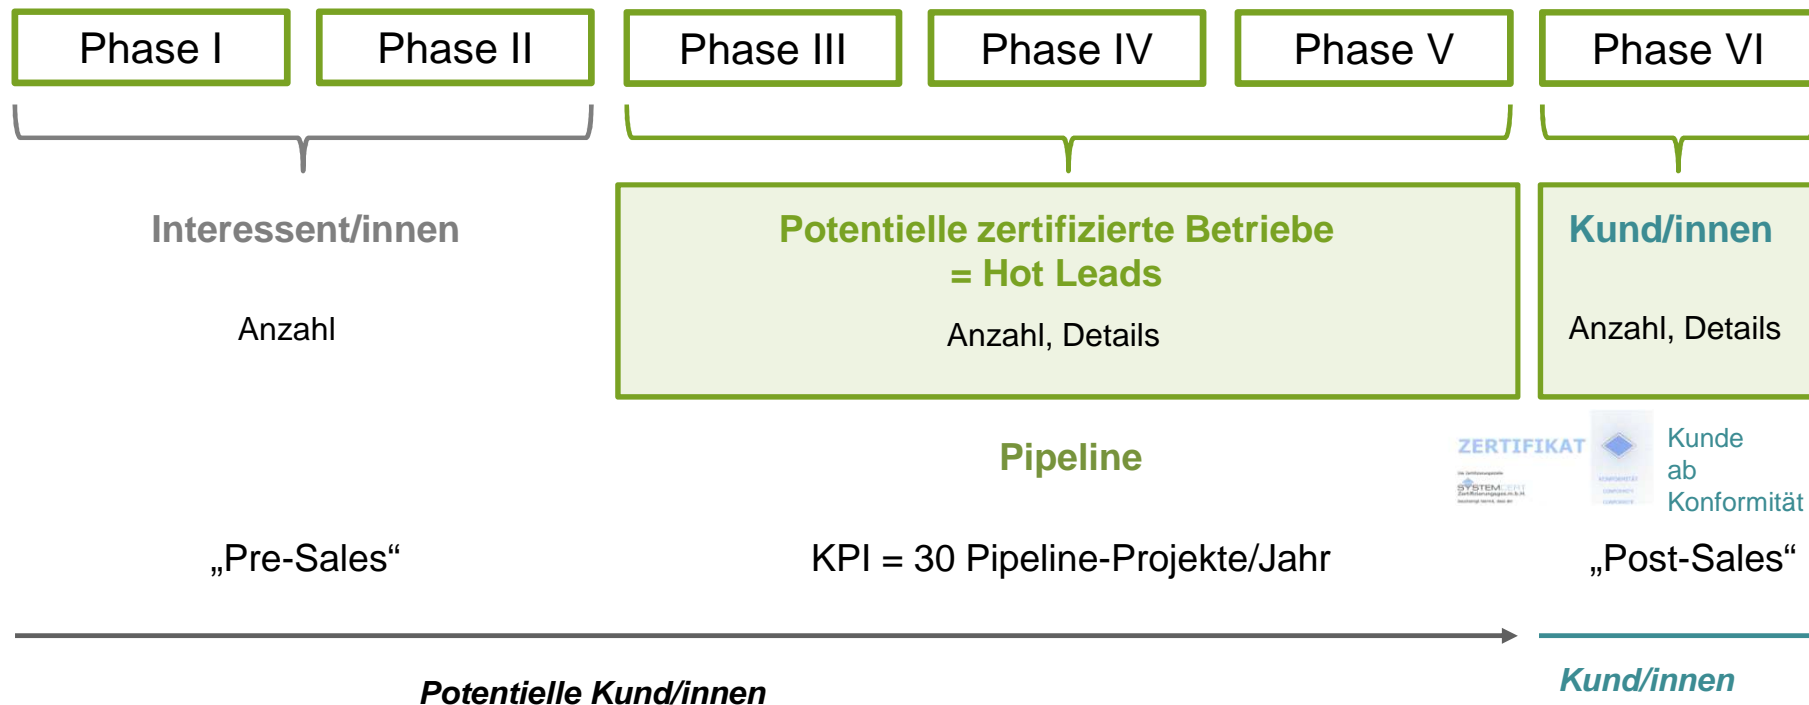 Phase I
Phase II
Phase III
Phase IV
Phase V
Phase VI
Interessent/innen
Anzahl
Potentielle zertifizierte Betriebe
= Hot Leads
Anzahl, Details
Kund/innen
Anzahl, Details
Pipeline
ZERTIFIKAT
SYSTEMCERT
Kunde
ab
Konformität
„Pre-Sales“
KPI = 30 Pipeline-Projekte/Jahr
„Post-Sales“
Potentielle Kund/innen
Kund/innen